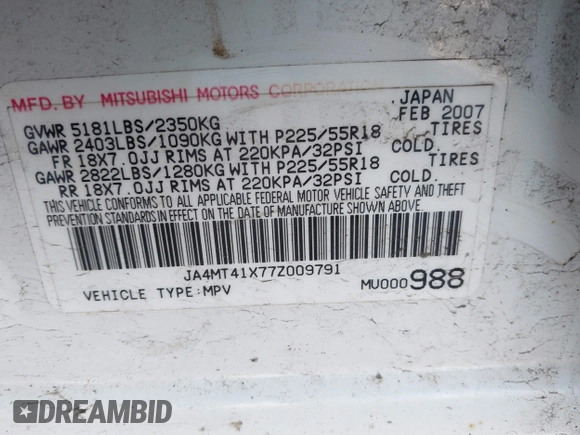 MFD. BY MITSUBISHI MOTORS CORPORATION JAPAN
GVWR 5181LBS/2350KG FEB 2007
GAWR 2403LBS/1090KG WITH P225/55R18 TIRES
FR 18X7.0JJ RIMS AT 220KPA/32PSI COLD.
GAWR 2822LBS/1280KG WITH P225/55R18 TIRES
RR 18X7.0JJ RIMS AT 220KPA/32PSI COLD.
THIS VEHICLE CONFORMS TO ALL APPLICABLE FEDERAL MOTOR VEHICLE SAFETY AND THEFT
PREVENTION STANDARDS IN EFFECT ON THE DATE OF MANUFACTURE SHOWN ABOVE.
JA4MT41X77Z009791
VEHICLE TYPE:MPV MU000988
DREAMBID